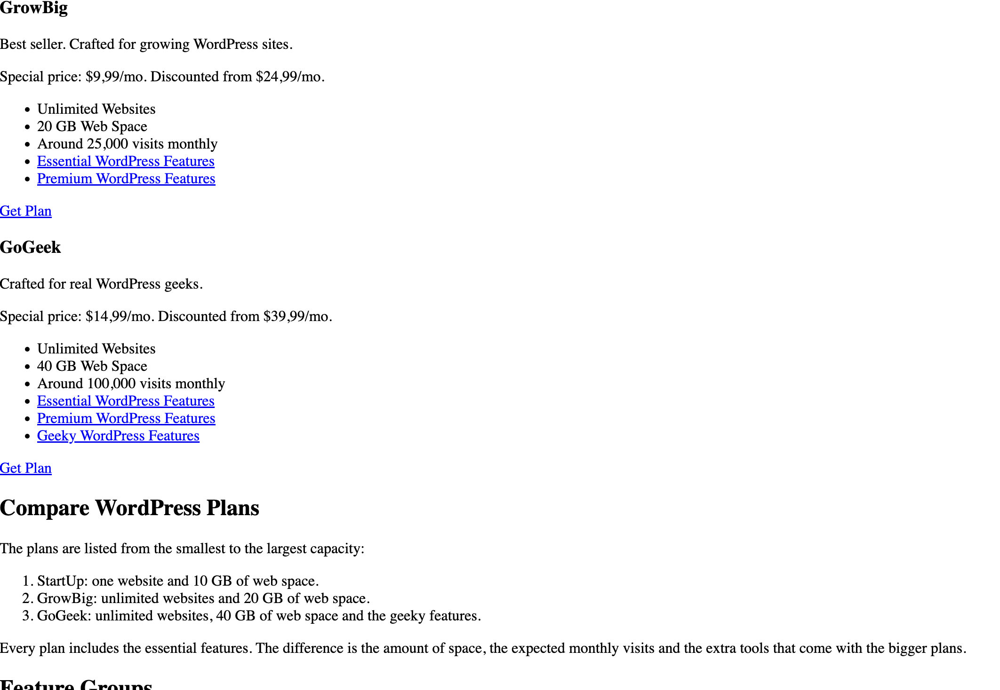 GrowBig
Best seller. Crafted for growing WordPress sites.
Special price: $9,99/mo. Discounted from $24,99/mo.
Unlimited Websites
20 GB Web Space
Around 25,000 visits monthly
Essential WordPress Features
Premium WordPress Features
Get Plan
GoGeek
Crafted for real WordPress geeks.
Special price: $14,99/mo. Discounted from $39,99/mo.
Unlimited Websites
40 GB Web Space
Around 100,000 visits monthly
Essential WordPress Features
Premium WordPress Features
Geeky WordPress Features
Get Plan
Compare WordPress Plans
The plans are listed from the smallest to the largest capacity:
1. StartUp: one website and 10 GB of web space.
2. GrowBig: unlimited websites and 20 GB of web space.
3. GoGeek: unlimited websites, 40 GB of web space and the geeky features.
Every plan includes the essential features. The difference is the amount of space, the expected monthly visits and the extra tools that come with the bigger plans.
Feature Groups